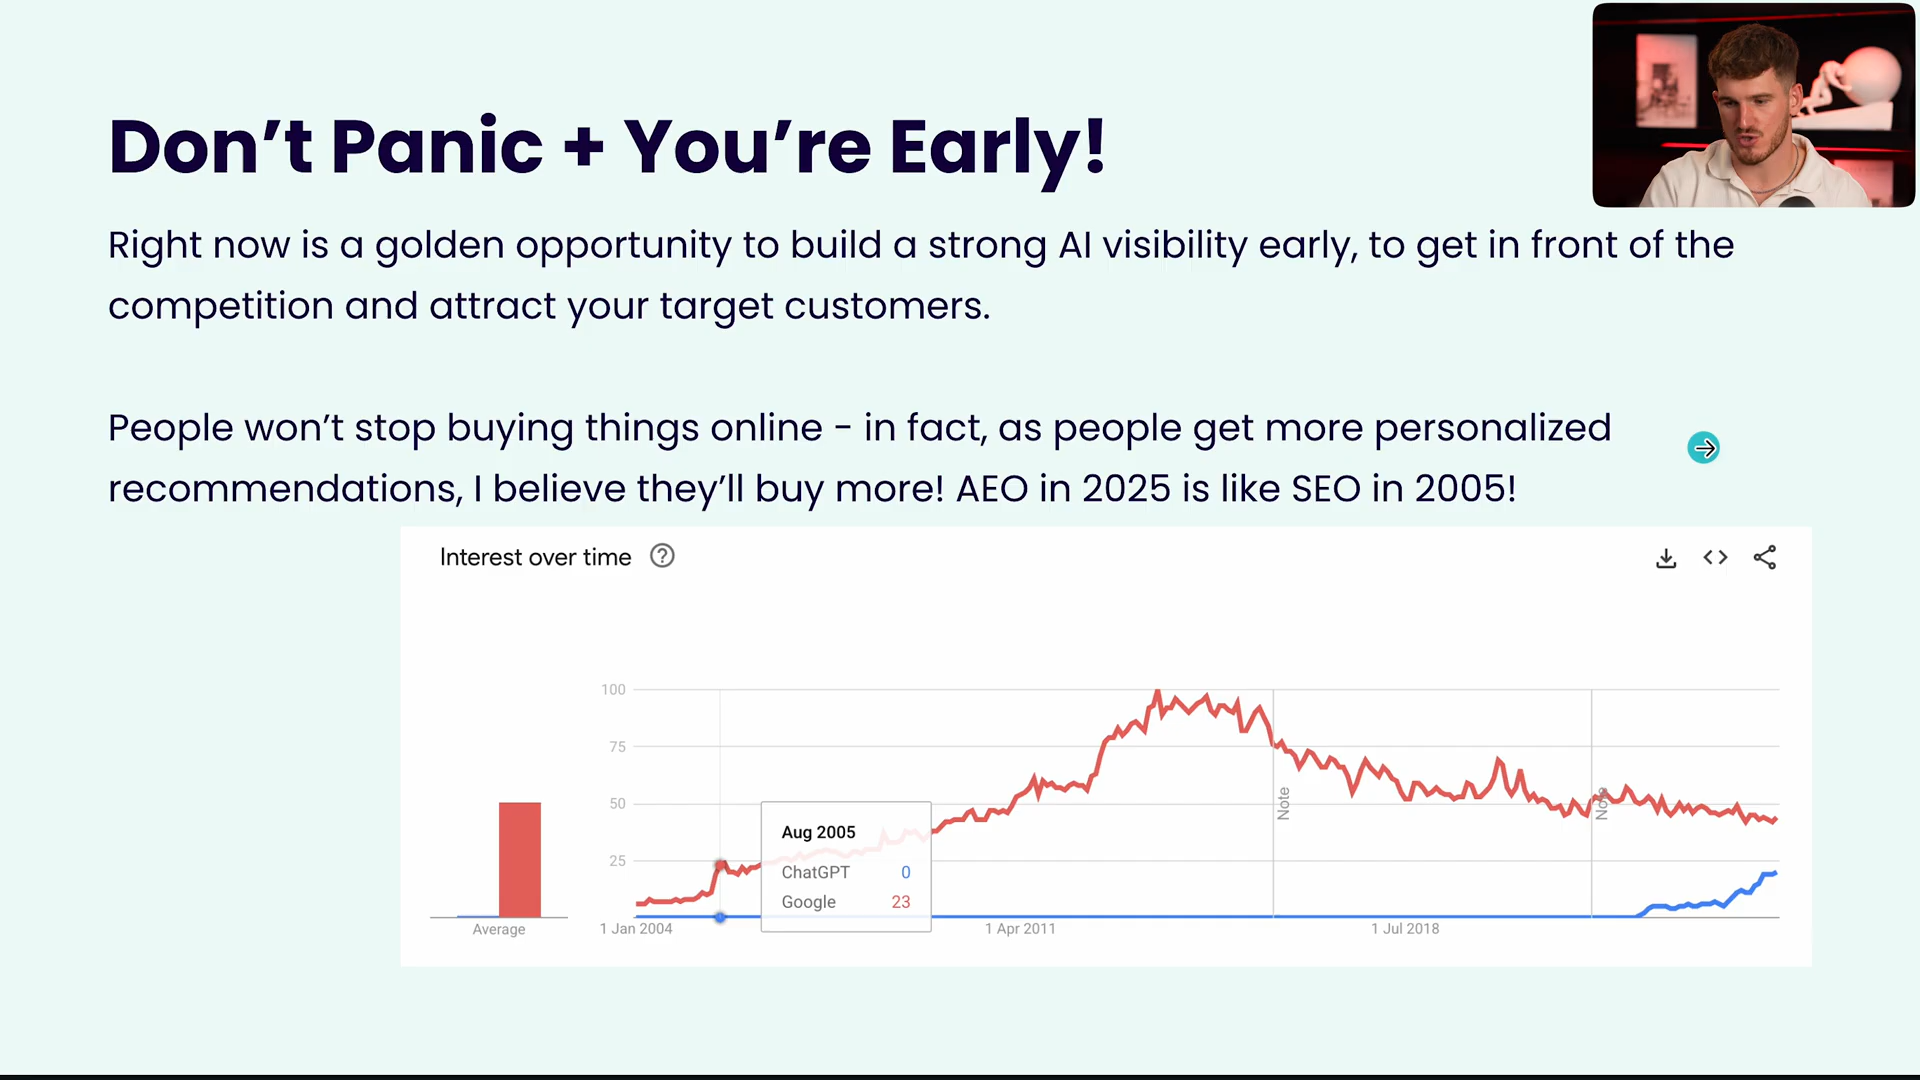 Don’t Panic + You’re Early!
Right now is a golden opportunity to build a strong AI visibility early, to get in front of the
competition and attract your target customers.
People won’t stop buying things online - in fact, as people get more personalized
recommendations, I believe they’ll buy more! AEO in 2025 is like SEO in 2005!
Interest over time
100
75
50
25
Note
Note
Aug 2005
ChatGPT 0
Google 23
Average
1 Jan 2004
1 Apr 2011
1 Jul 2018